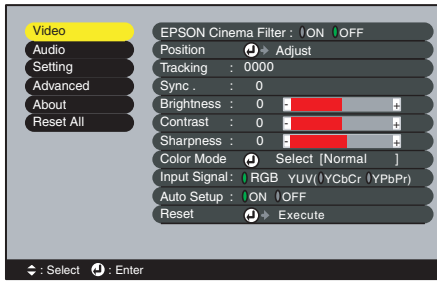 Video
Audio
Setting
Advanced
About
Reset All
EPSON Cinema Filter : ON OFF
Position Adjust
Tracking : 0000
Sync . : 0
Brightness : 0 - +
Contrast : 0 - +
Sharpness : 0 - +
Color Mode Select [Normal ]
Input Signal : RGB YUV( YCbCr YPbPr)
Auto Setup : ON OFF
Reset Execute
: Select : Enter